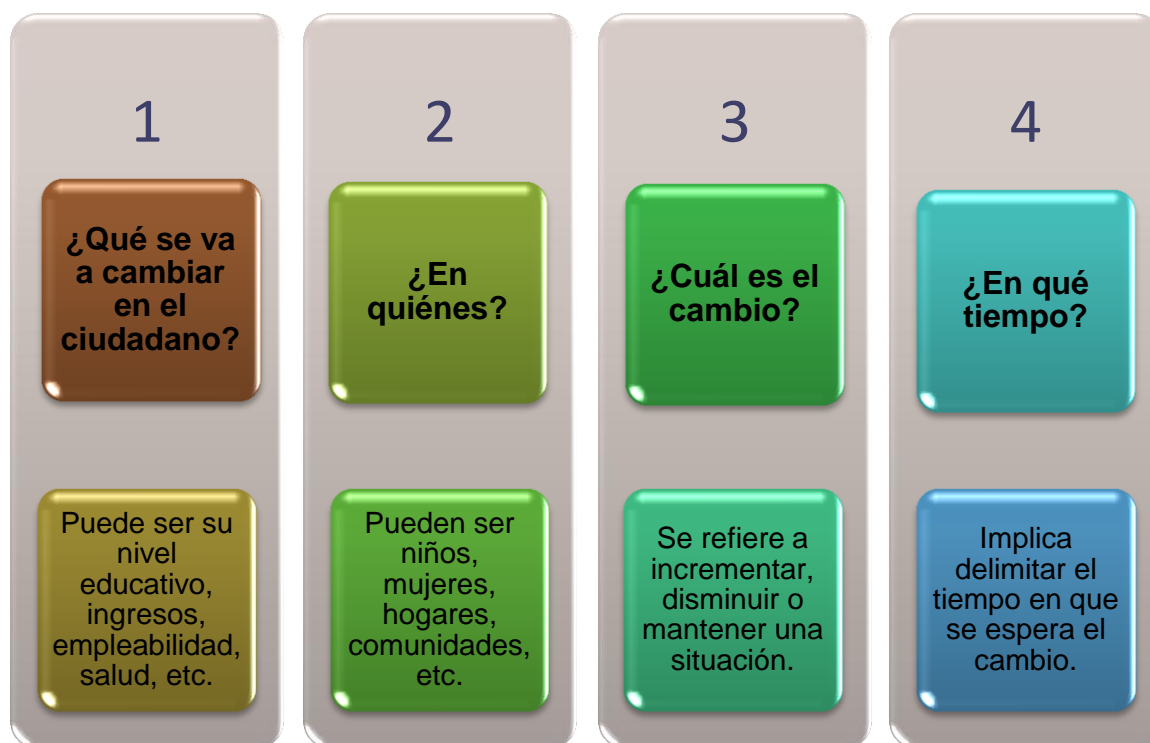 1
¿Qué se va
a cambiar
en el
ciudadano?
Puede ser su
nivel
educativo,
ingresos,
empleabilidad,
salud, etc.
2
¿En
quiénes?
Pueden ser
niños,
mujeres,
hogares,
comunidades,
etc.
3
¿Cuál es el
cambio?
Se refiere a
incrementar,
disminuir o
mantener una
situación.
4
¿En qué
tiempo?
Implica
delimitar el
tiempo en que
se espera el
cambio.